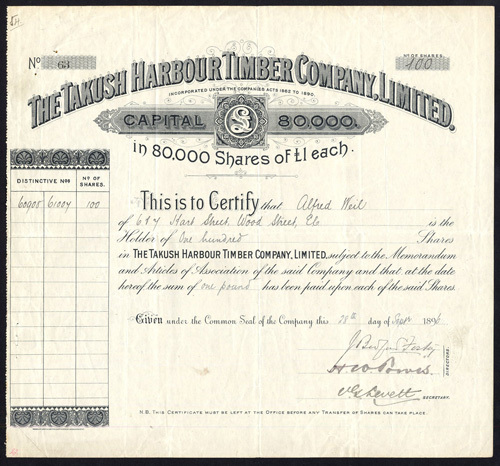 Nº 63
Nº OF SHARES.
100
THE TAKUSH HARBOUR TIMBER COMPANY, LIMITED.
INCORPORATED UNDER THE COMPANIES ACTS 1862 TO 1890.
CAPITAL £ 80,000.
in 80,000 Shares of £1 each.
DISTINCTIVE Nºs Nº OF SHARES.
60908 61007 100
This is to Certify that Alfred Weil
of 6 & 7 Hart Street, Wood Street, E.C. is the
Holder of One hundred Shares
in THE TAKUSH HARBOUR TIMBER COMPANY, LIMITED, subject to the Memorandum
and Articles of Association of the said Company and that at the date
hereof the sum of one pound has been paid upon each of the said Shares.
Given under the Common Seal of the Company this 28th day of Septr 1896
DIRECTORS.
SECRETARY.
N.B. THIS CERTIFICATE MUST BE LEFT AT THE OFFICE BEFORE ANY TRANSFER OF SHARES CAN TAKE PLACE.